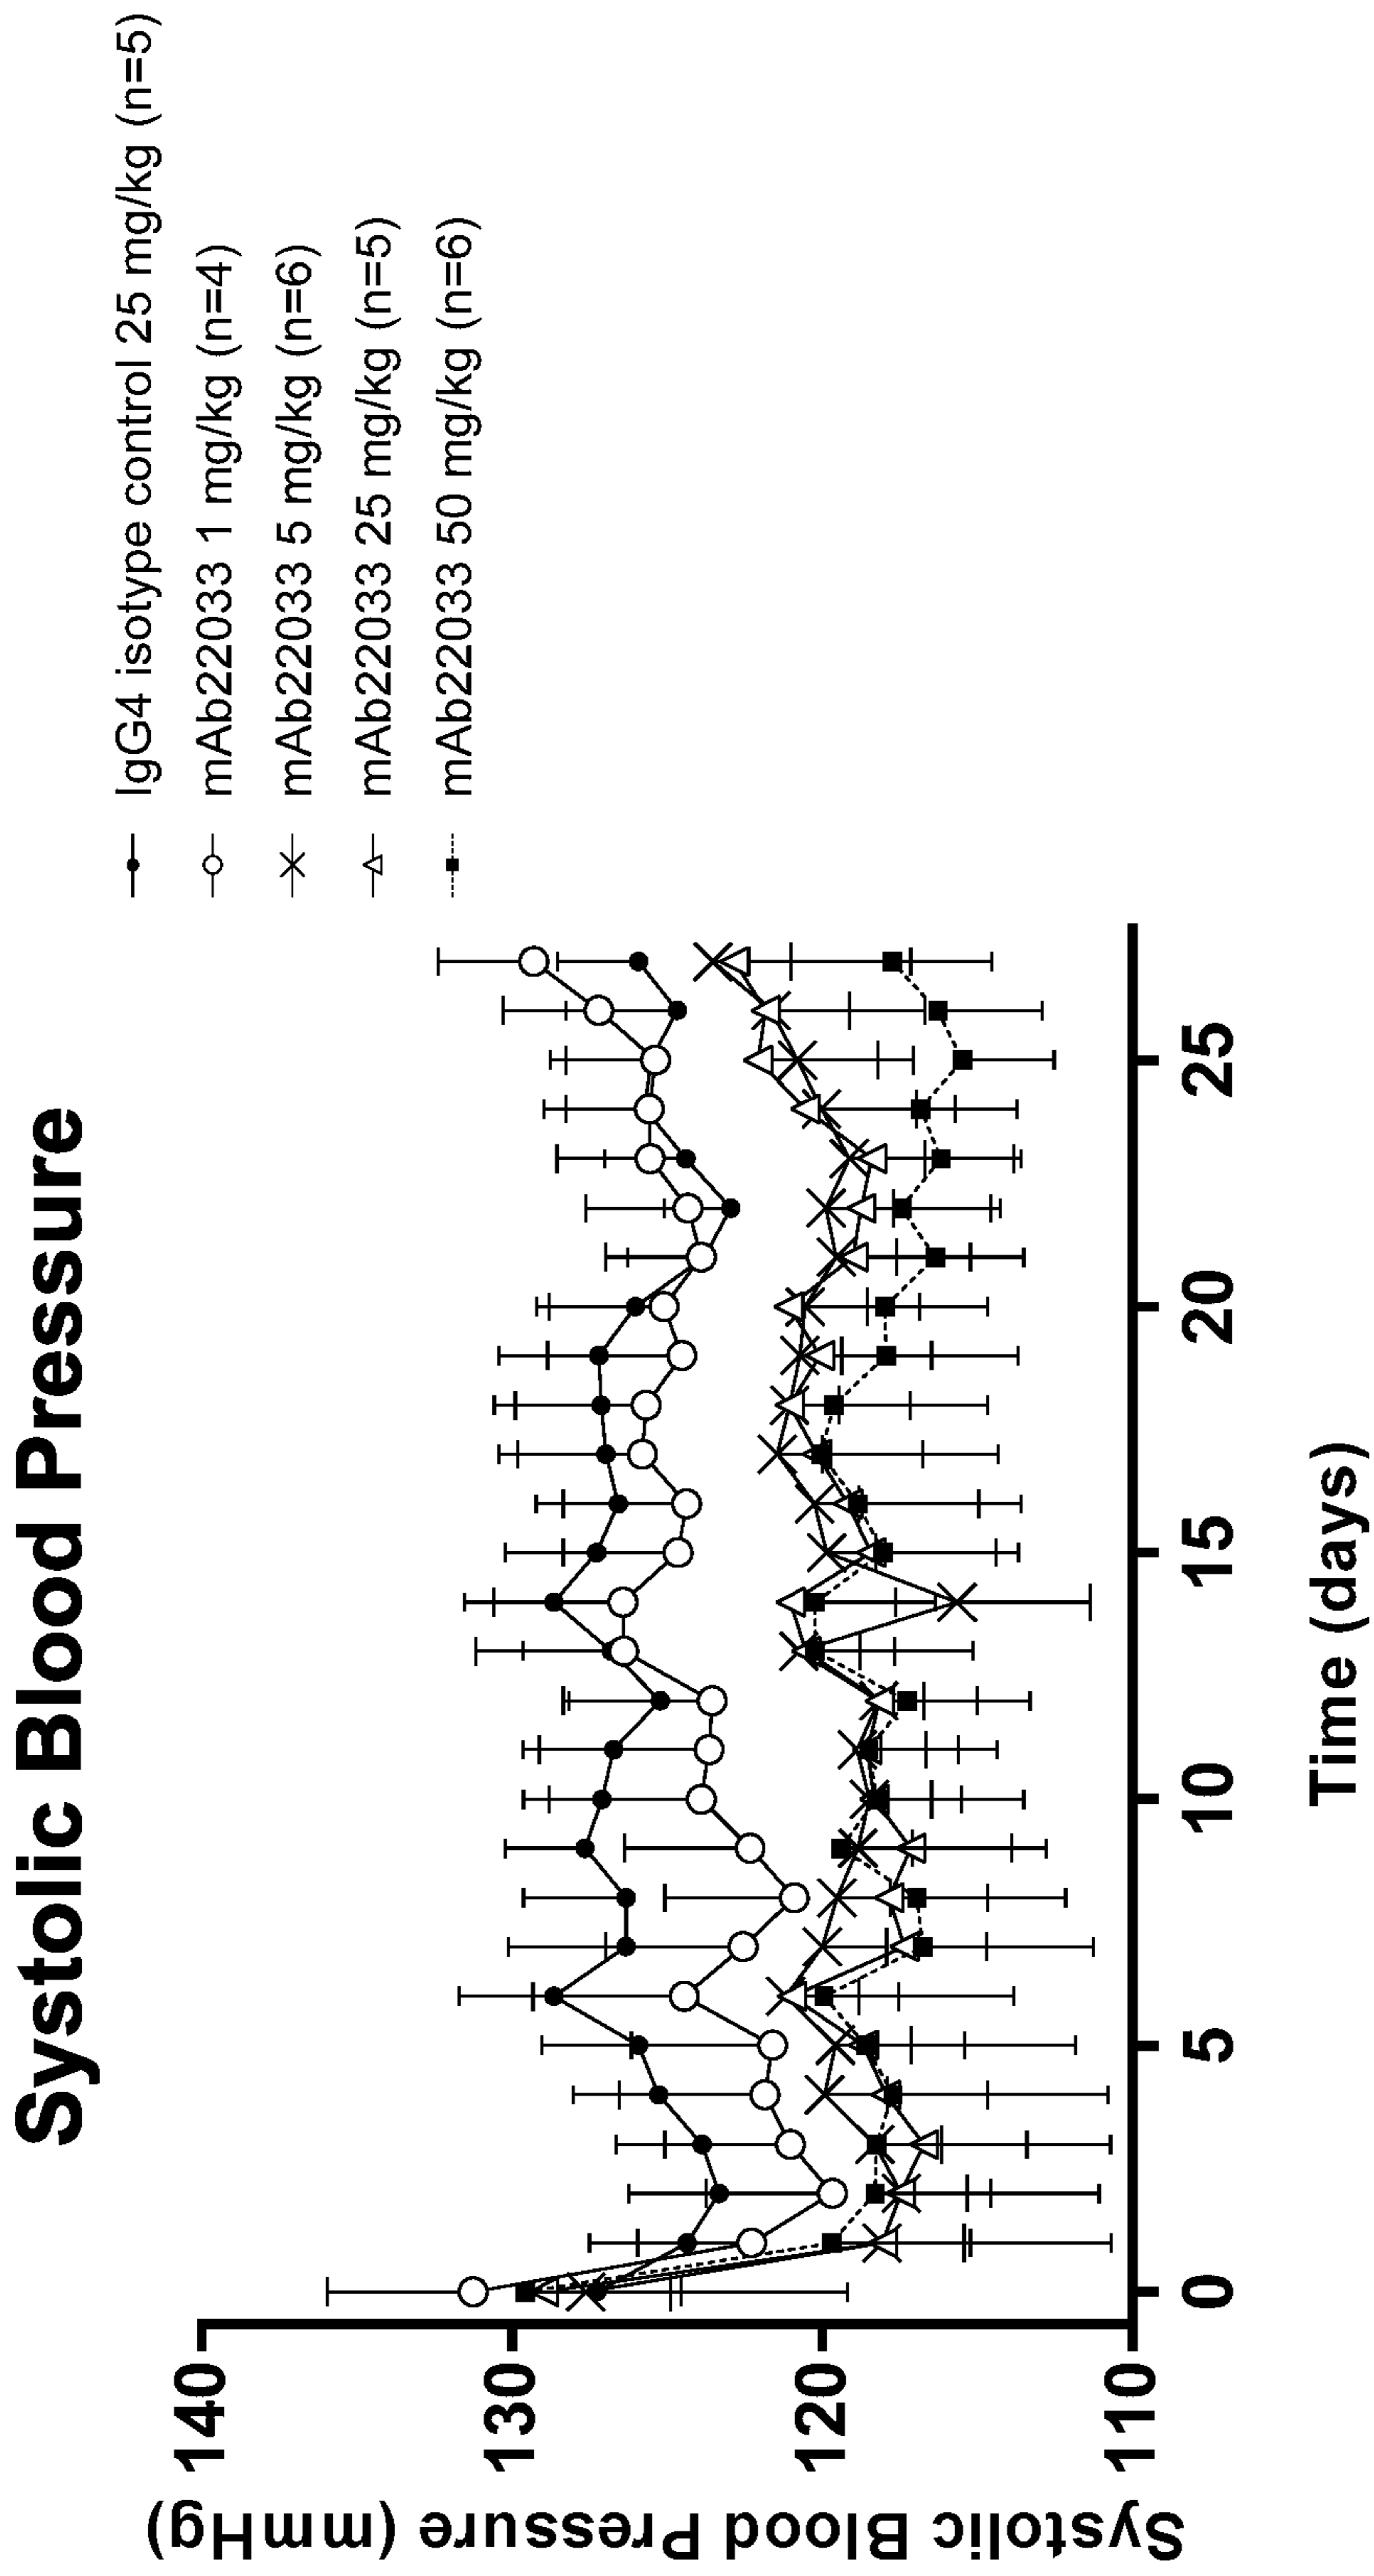 Systolic Blood Pressure
IgG4 isotype control 25 mg/kg (n=5)
mAb22033 1 mg/kg (n=4)
mAb22033 5 mg/kg (n=6)
mAb22033 25 mg/kg (n=5)
mAb22033 50 mg/kg (n=6)
Systolic Blood Pressure (mmHg)
140
130
120
110
0 5 10 15 20 25
Time (days)